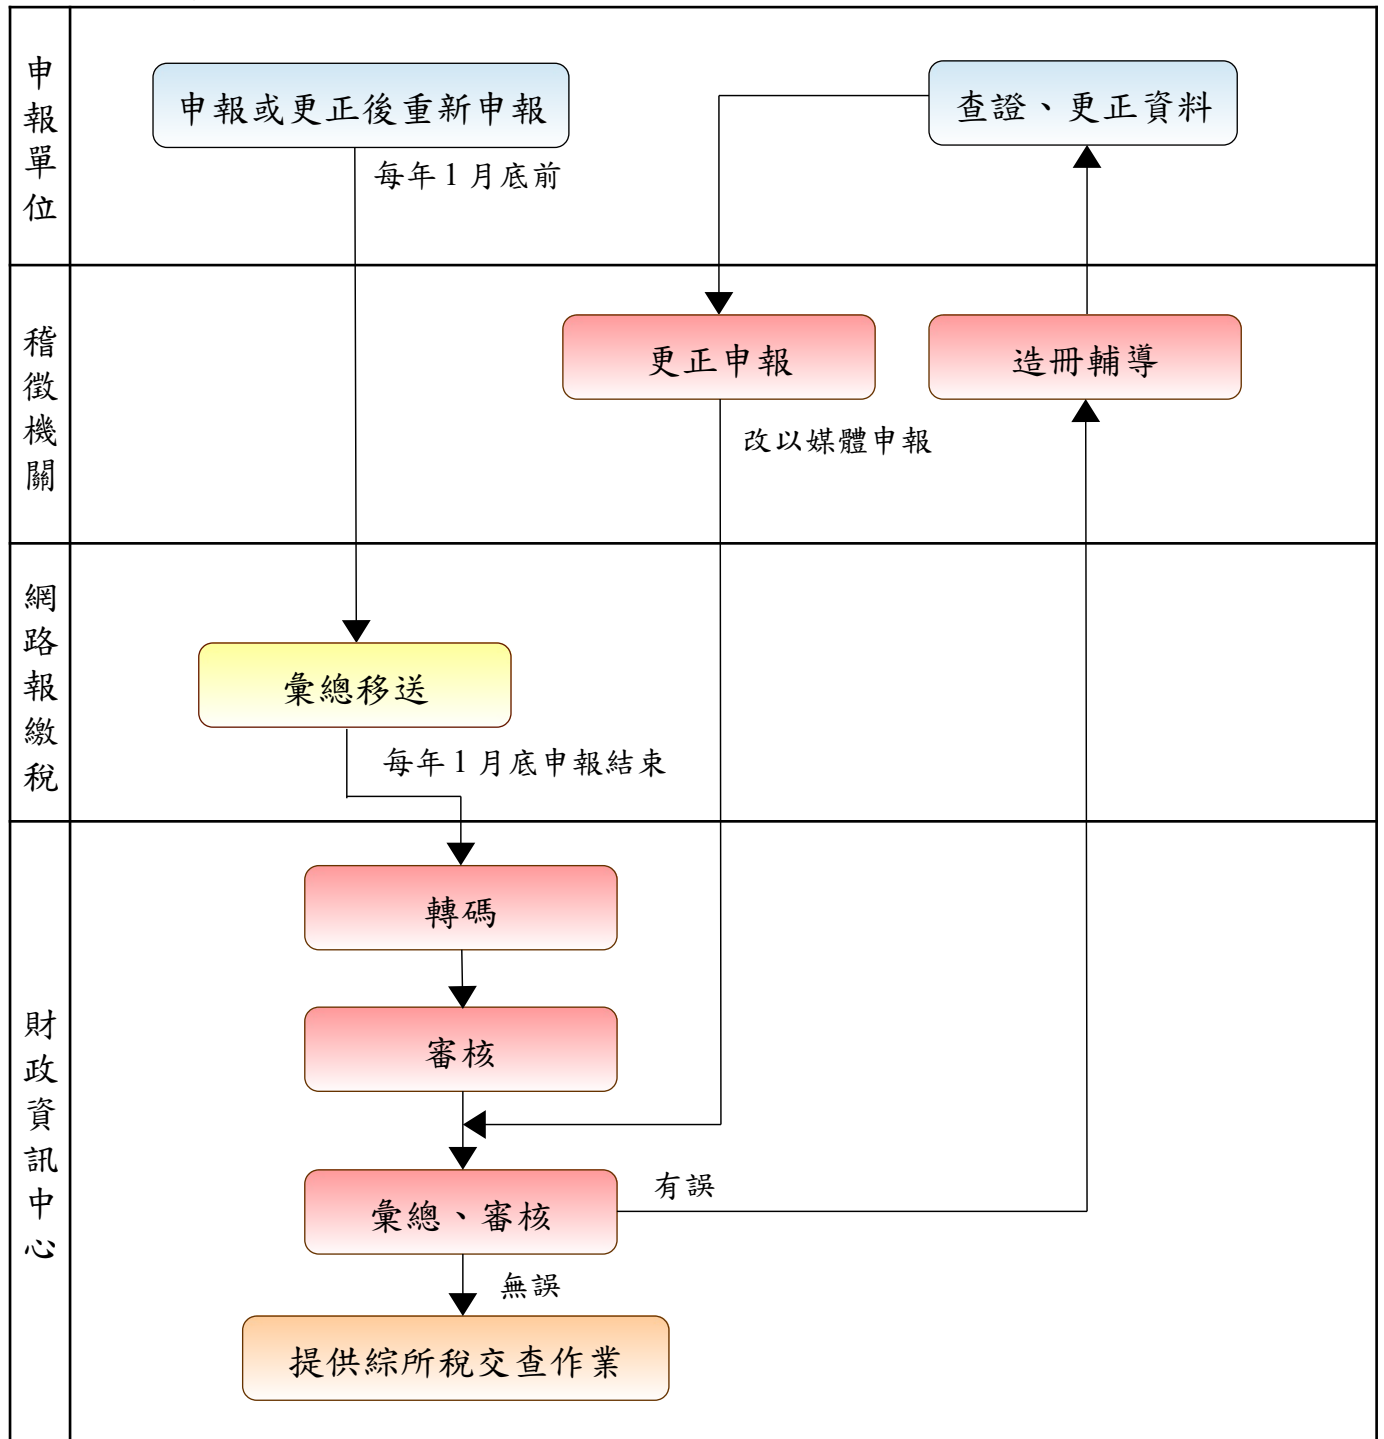 申報單位
申報或更正後重新申報
查證、更正資料
每年1月底前
稽徵機關
更正申報
造冊輔導
改以媒體申報
網路報繳稅
彙總移送
每年1月底申報結束
財政資訊中心
轉碼
審核
彙總、審核
有誤
無誤
提供綜所稅交查作業